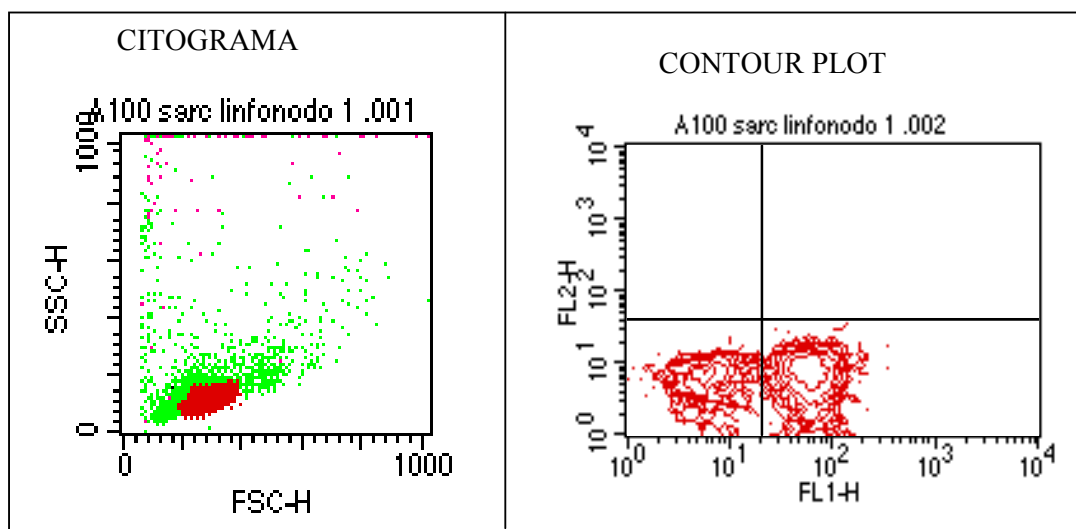 CITOGRAMA
A100 sarc linfonodo 1 .001
1000
SSC-H
0
0
1000
FSC-H
CONTOUR PLOT
A100 sarc linfonodo 1 .002
10^4
10^3
10^2
10^1
10^0
FL2-H
10^0
10^1
10^2
10^3
10^4
FL1-H